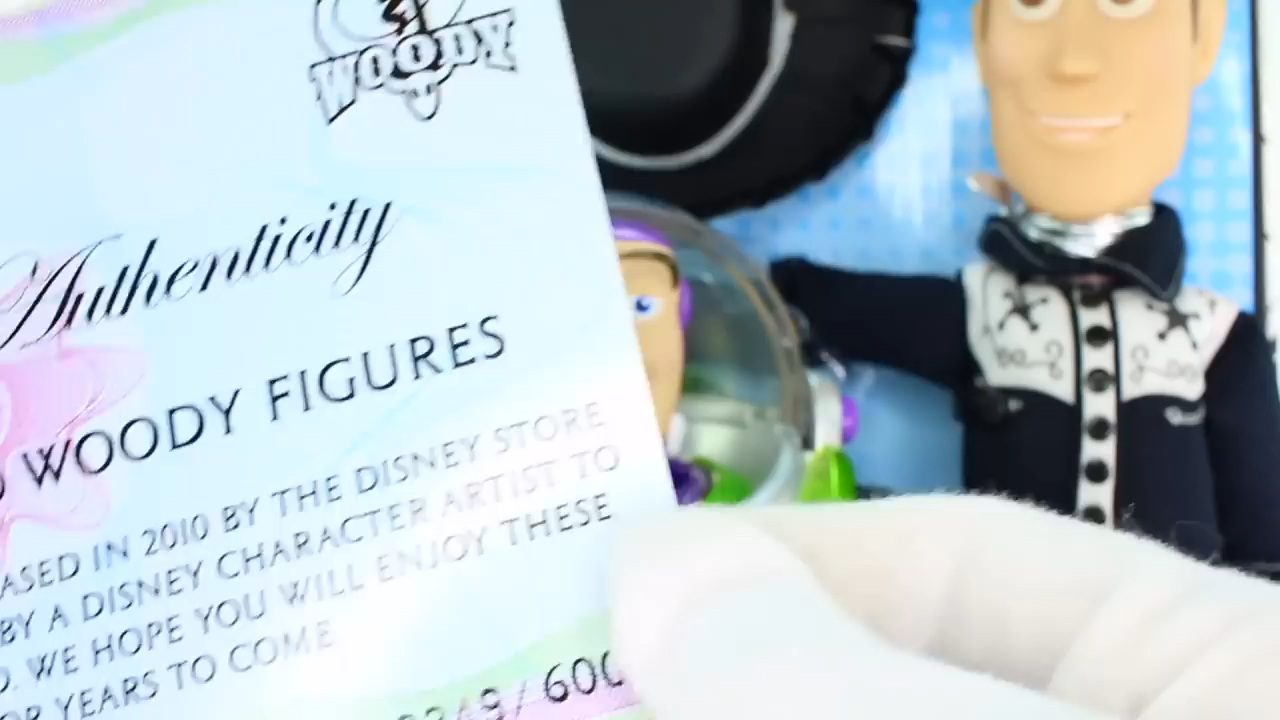 WOODY
Authenticity
WOODY FIGURES
ASED IN 2010 BY THE DISNEY STORE
BY A DISNEY CHARACTER ARTIST TO
. WE HOPE YOU WILL ENJOY THESE
OR YEARS TO COME